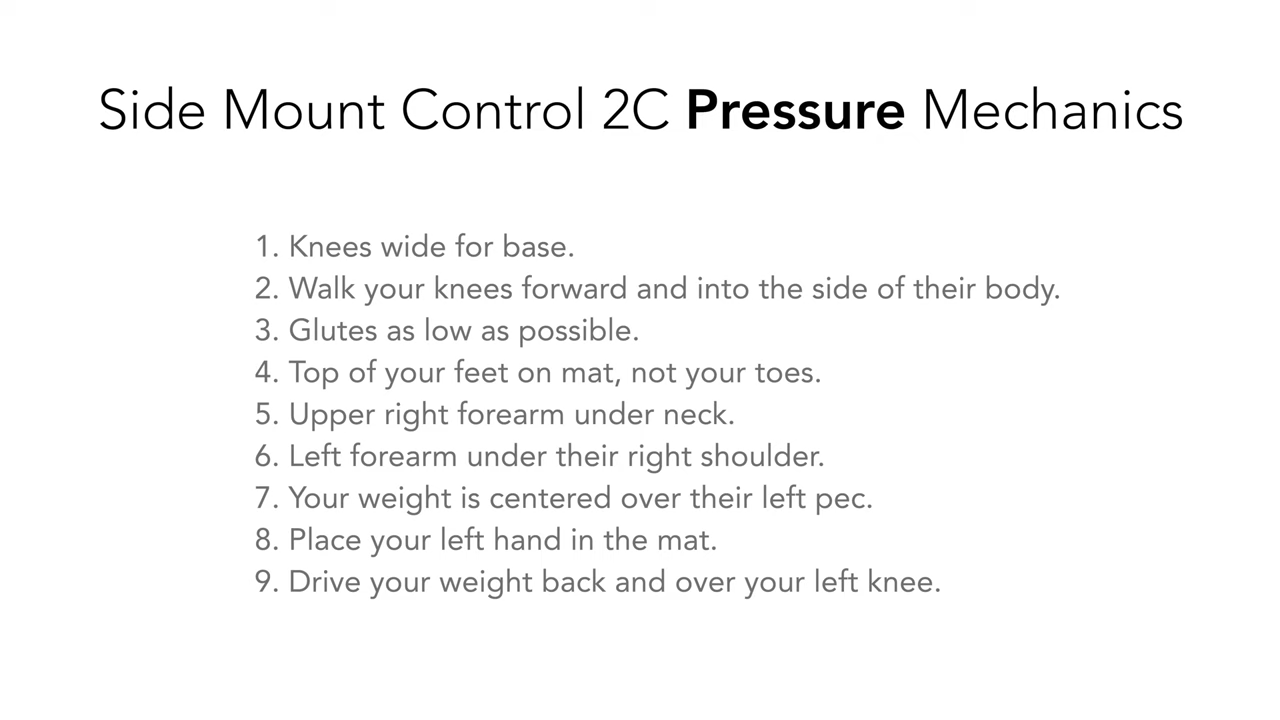 Side Mount Control 2C Pressure Mechanics
1. Knees wide for base.
2. Walk your knees forward and into the side of their body.
3. Glutes as low as possible.
4. Top of your feet on mat, not your toes.
5. Upper right forearm under neck.
6. Left forearm under their right shoulder.
7. Your weight is centered over their left pec.
8. Place your left hand in the mat.
9. Drive your weight back and over your left knee.